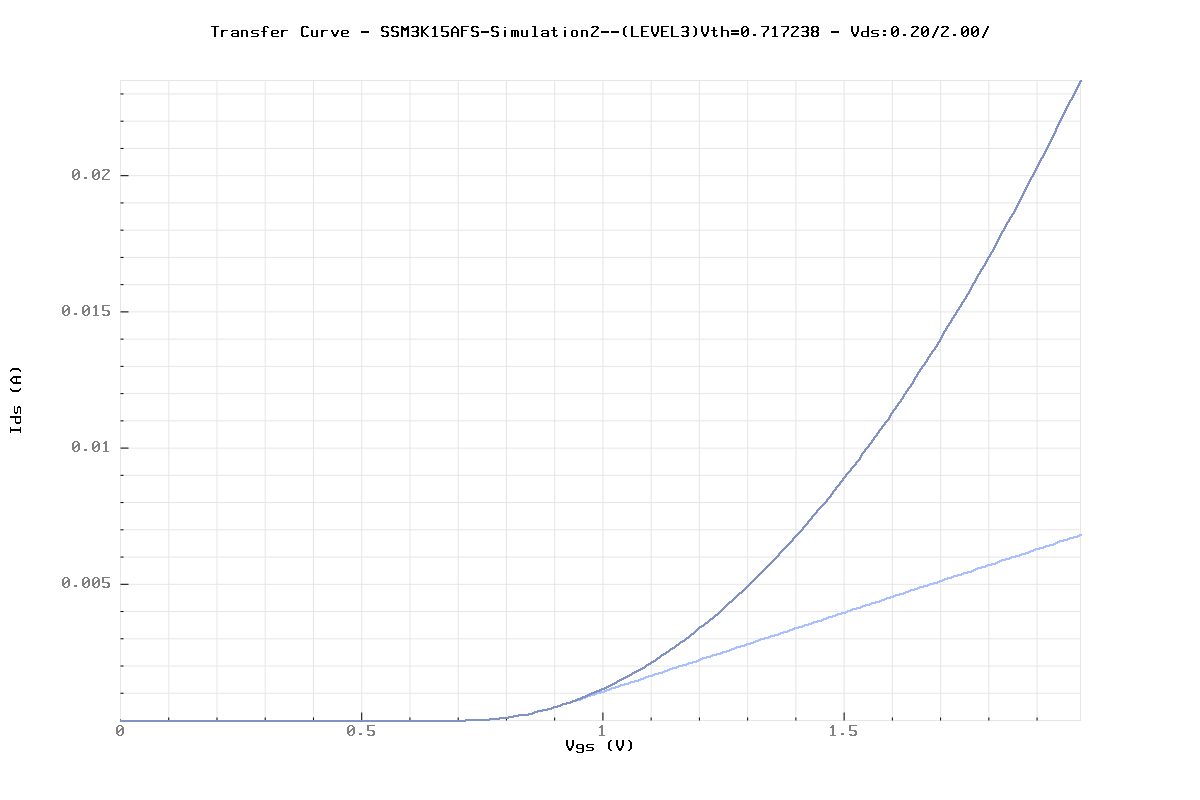 Transfer Curve - SSM3K15AFS-Simulation2--(LEVEL3)Vth=0.717238 - Vds:0.20/2.00/
0.02
0.015
0.01
0.005
Ids (A)
0 0.5 1 1.5
Vgs (V)